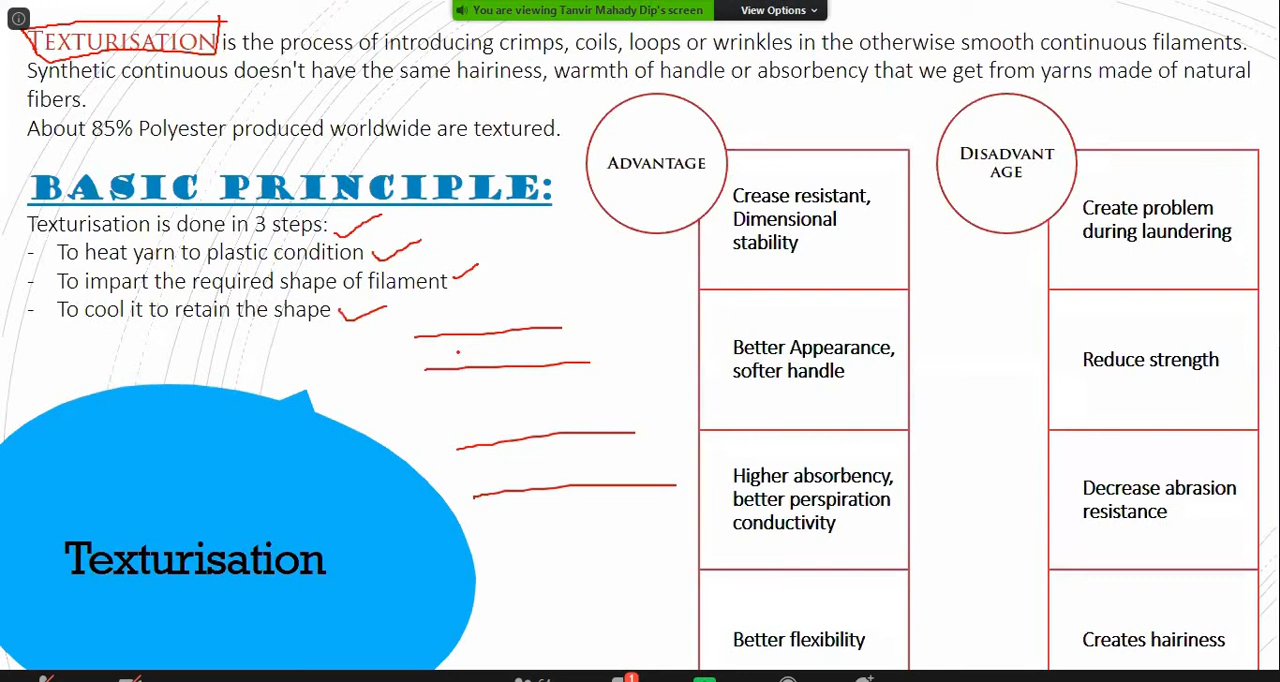 You are viewing Tanvir Mahady Dip's screen
View Options
TEXTURISATION is the process of introducing crimps, coils, loops or wrinkles in the otherwise smooth continuous filaments.
Synthetic continuous doesn't have the same hairiness, warmth of handle or absorbency that we get from yarns made of natural
fibers.
About 85% Polyester produced worldwide are textured.
BASIC PRINCIPLE:
Texturisation is done in 3 steps:
- To heat yarn to plastic condition
- To impart the required shape of filament
- To cool it to retain the shape
Texturisation
ADVANTAGE
Crease resistant,
Dimensional
stability
Better Appearance,
softer handle
Higher absorbency,
better perspiration
conductivity
Better flexibility
DISADVANT
AGE
Create problem
during laundering
Reduce strength
Decrease abrasion
resistance
Creates hairiness
1